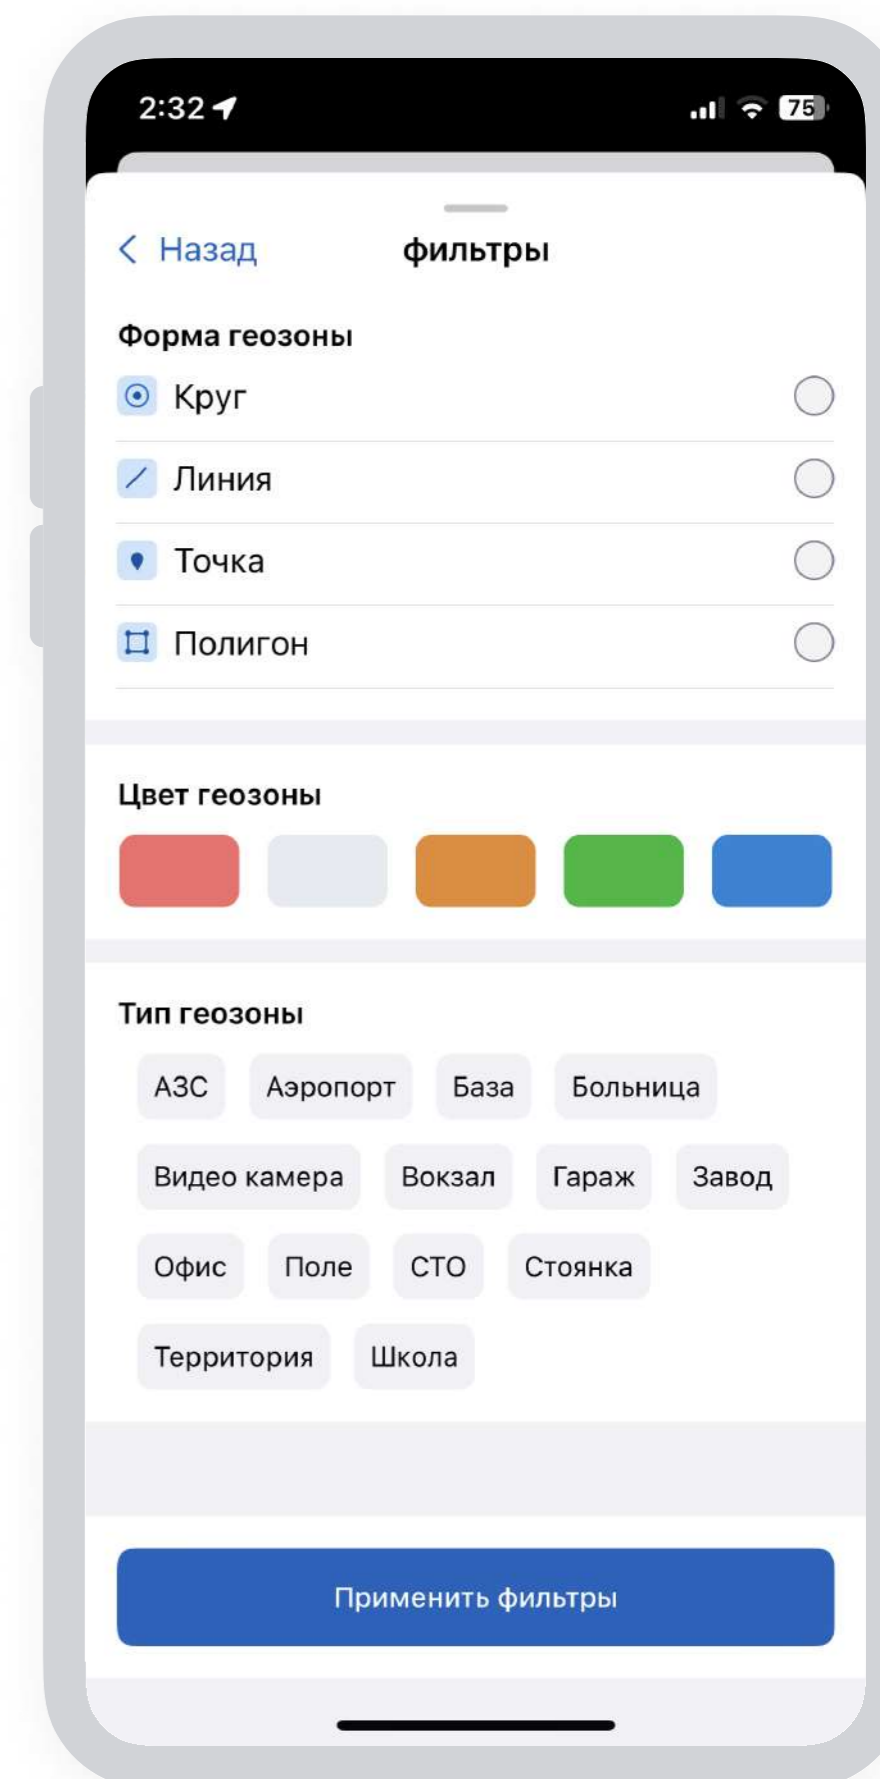 2:32 75
Назад фильтры
Форма геозоны
Круг
Линия
Точка
Полигон
Цвет геозоны
Тип геозоны
АЗС Аэропорт База Больница
Видео камера Вокзал Гараж Завод
Офис Поле СТО Стоянка
Территория Школа
Применить фильтры